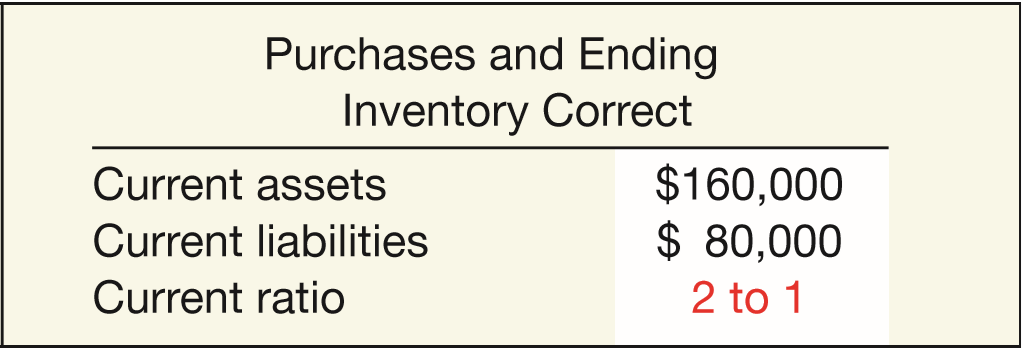 Purchases and Ending
Inventory Correct
Current assets $160,000
Current liabilities $ 80,000
Current ratio 2 to 1